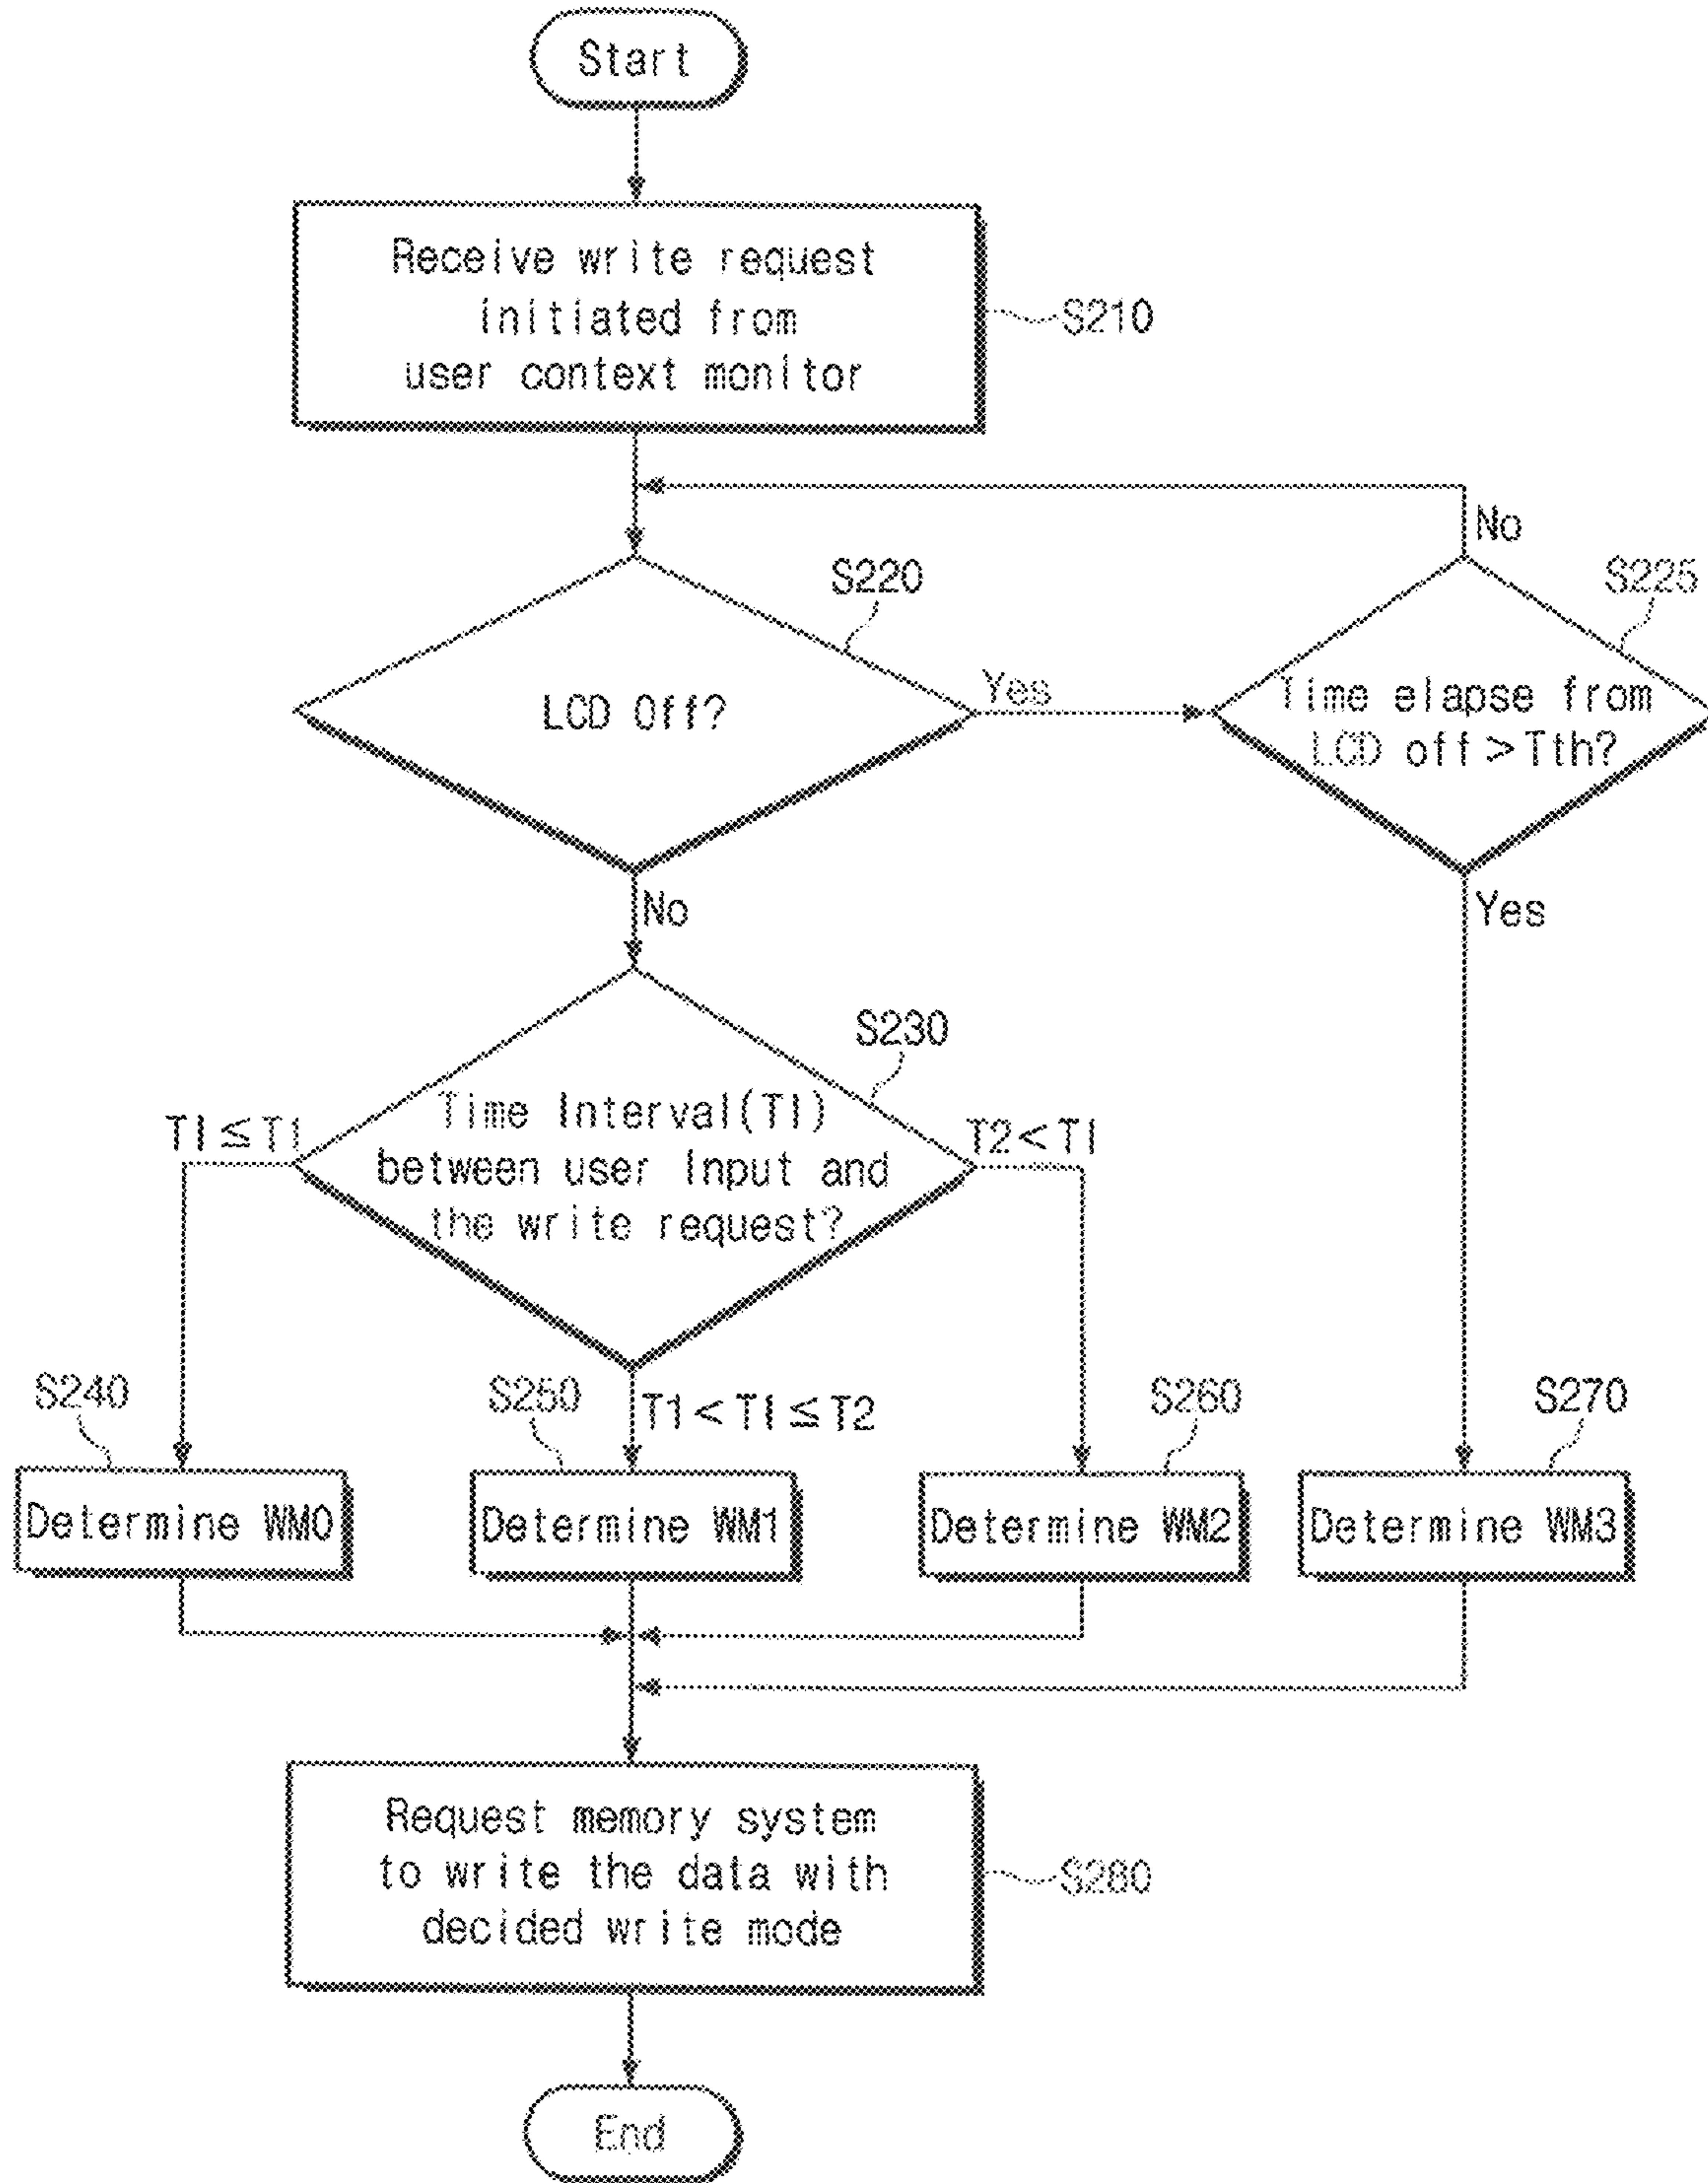 Start
Receive write request
initiated from
user context monitor
S210
No
S220
S225
LCD Off?
Yes
Time elapse from
LCD off > Tth?
No
Yes
S230
Time Interval(TI)
between user Input and
the write request?
TI ≤ T1
T2 < TI
T1 < TI ≤ T2
S240
S250
S260
S270
Determine WM0
Determine WM1
Determine WM2
Determine WM3
Request memory system
to write the data with
decided write mode
S280
End